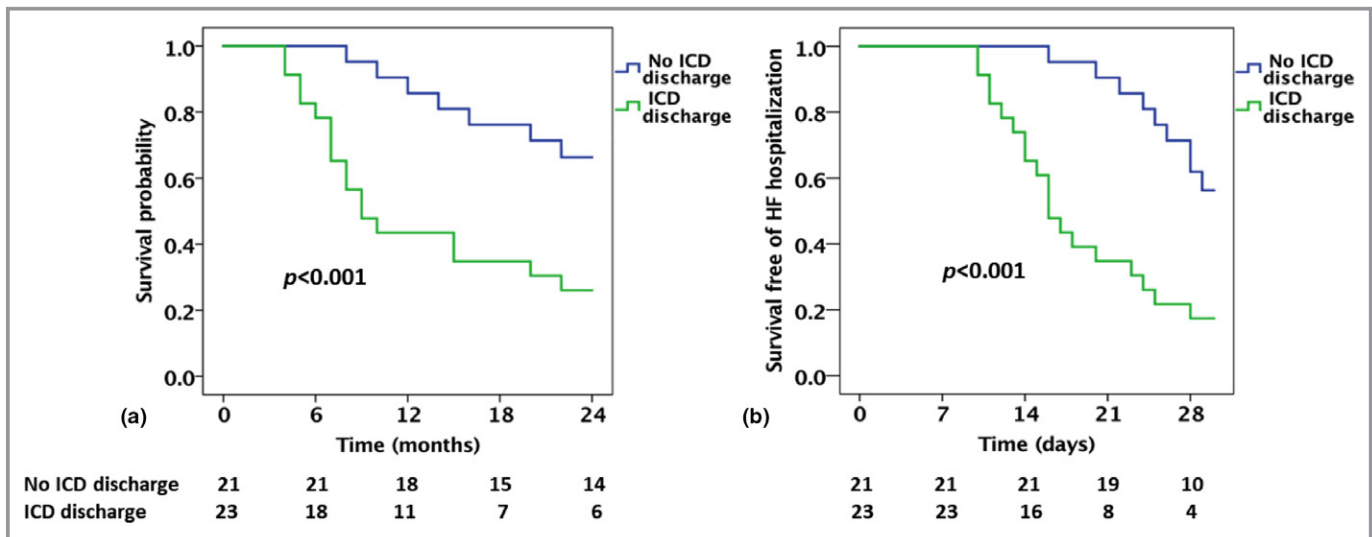 1.0
0.8
0.6
0.4
0.2
0.0
Survival probability
p<0.001
No ICD
discharge
ICD
discharge
0 6 12 18 24
(a)
Time (months)
1.0
0.8
0.6
0.4
0.2
0.0
Survival free of HF hospitalization
p<0.001
No ICD
discharge
ICD
discharge
0 7 14 21 28
(b)
Time (days)
No ICD discharge 21 21 18 15 14 21 21 21 19 10
ICD discharge 23 18 11 7 6 23 23 16 8 4